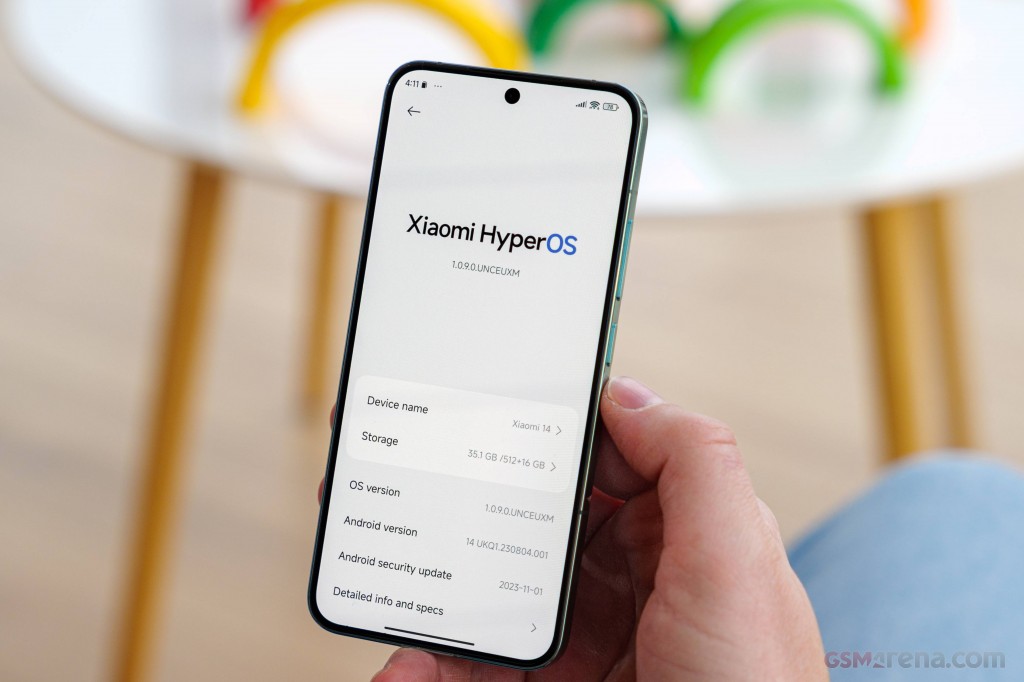 4:11
78
Xiaomi HyperOS
1.0.9.0.UNCEUXM
Device name
Xiaomi 14
Storage
35.1 GB /512+16 GB
OS version
1.0.9.0.UNCEUXM
Android version
14 UKQ1.230804.001
Android security update
2023-11-01
Detailed info and specs
GSMArena.com